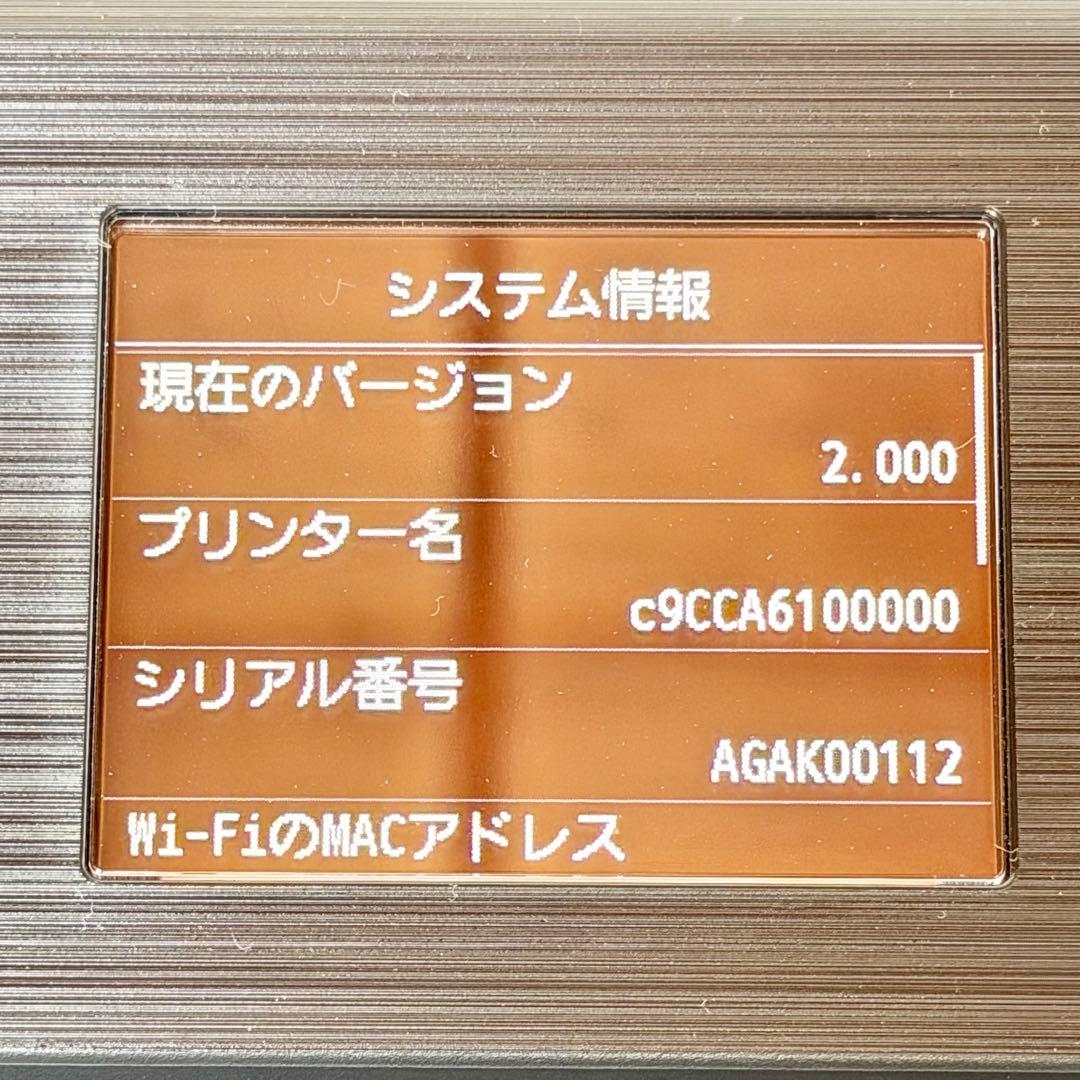 システム情報
現在のバージョン
2.000
プリンター名
c9CCA6100000
シリアル番号
AGAK00112
Wi-FiのMACアドレス